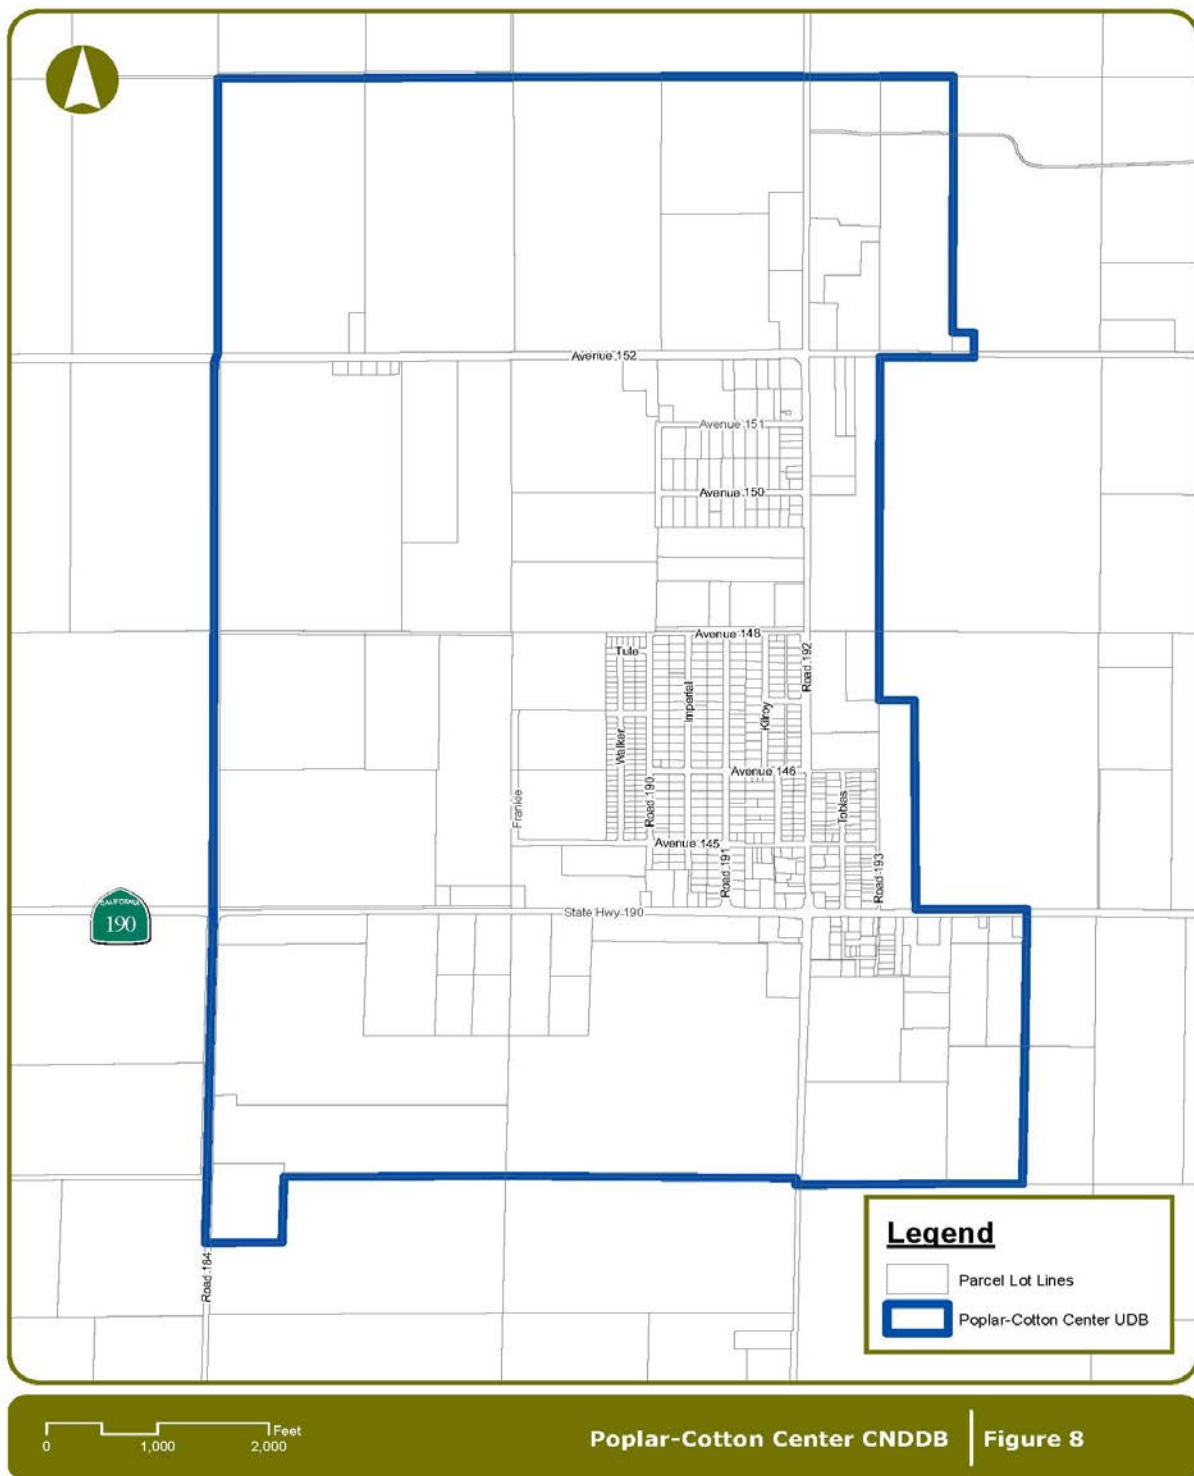 Avenue 152
Avenue 151
Avenue 150
Avenue 148
Tule
Road 192
Imperial
Kilroy
Walker
Avenue 146
Frankie
Road 190
Tobias
Avenue 145
Road 191
Road 193
CALIFORNIA
190
State Hwy 190
Road 184
Legend
Parcel Lot Lines
Poplar-Cotton Center UDB
Feet
0 1,000 2,000
Poplar-Cotton Center CNDDB Figure 8